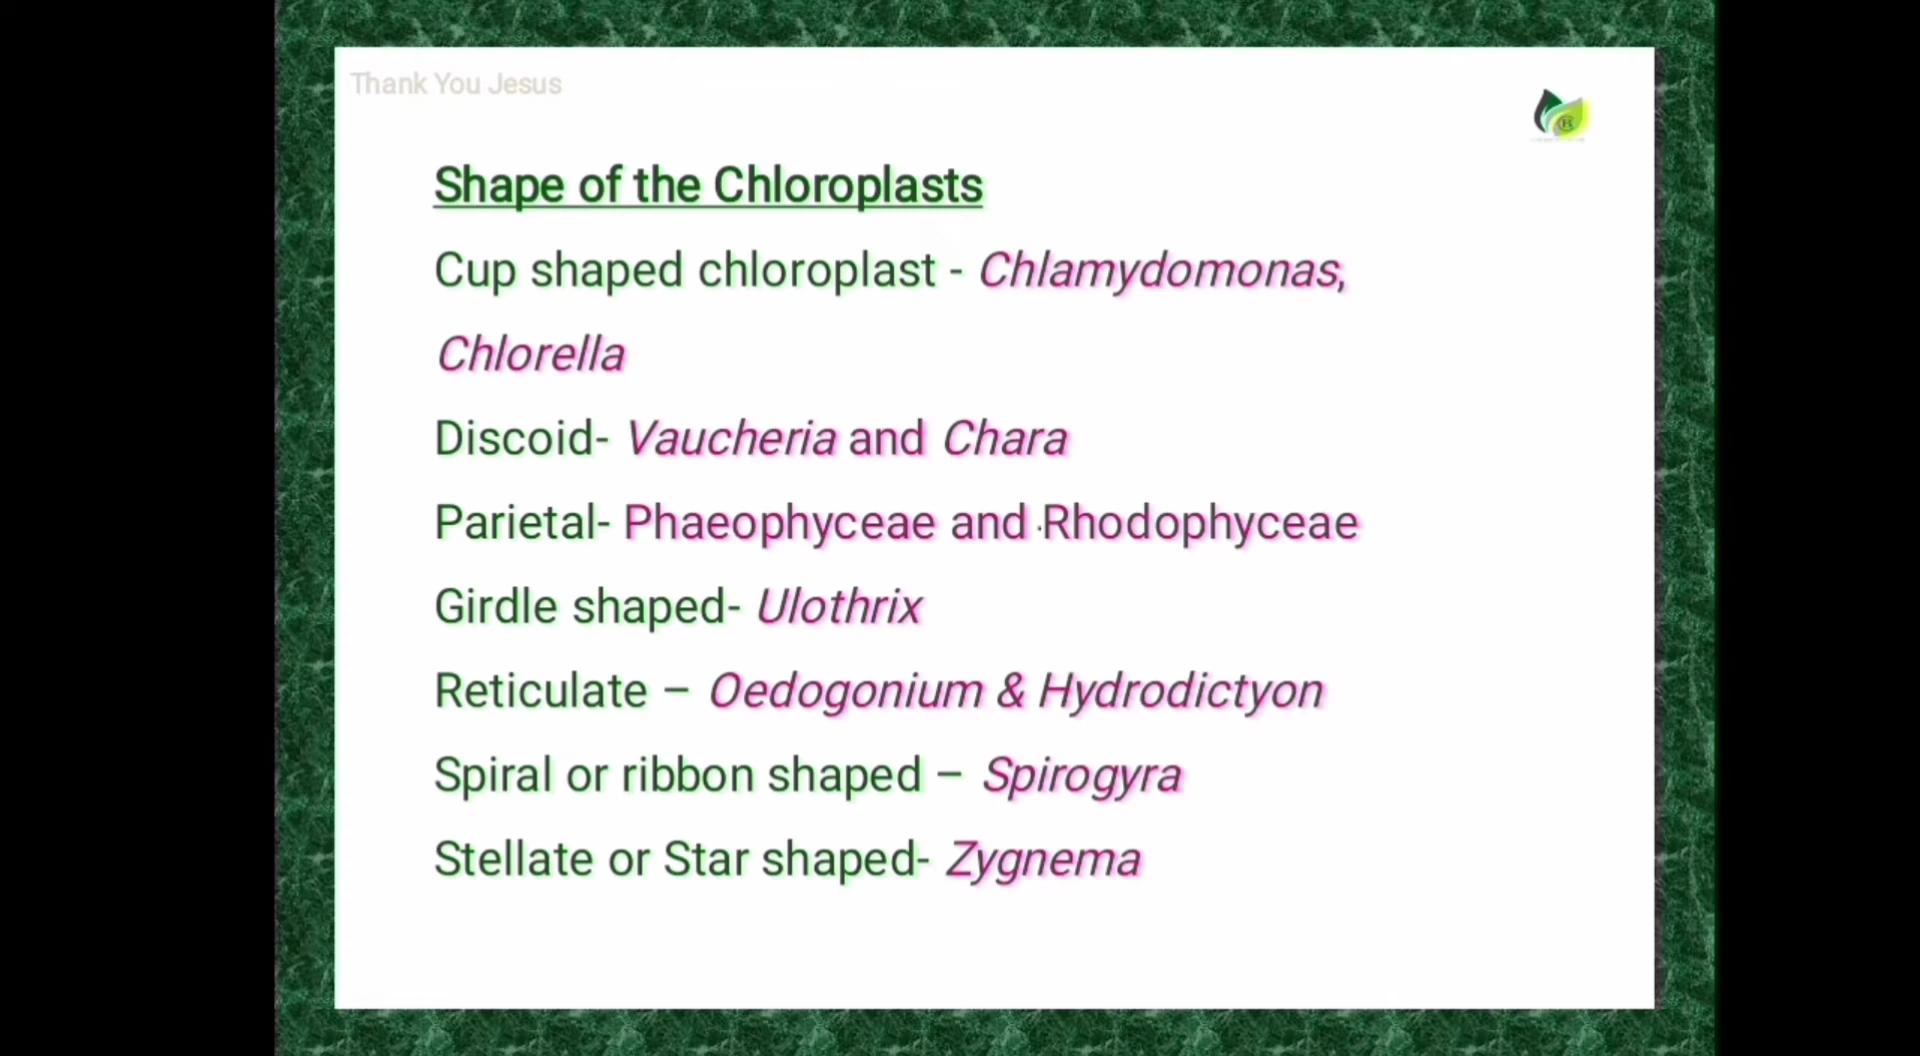 Thank You Jesus
Shape of the Chloroplasts
Cup shaped chloroplast - Chlamydomonas,
Chlorella
Discoid- Vaucheria and Chara
Parietal- Phaeophyceae and Rhodophyceae
Girdle shaped- Ulothrix
Reticulate – Oedogonium & Hydrodictyon
Spiral or ribbon shaped – Spirogyra
Stellate or Star shaped- Zygnema